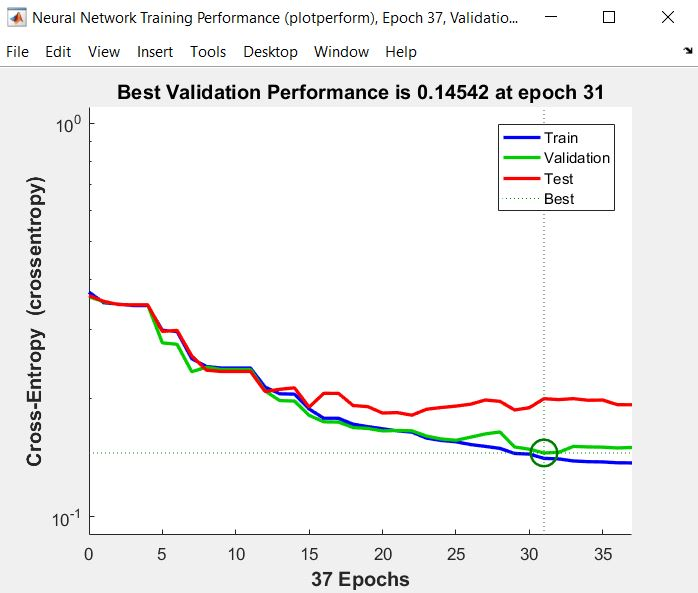 Neural Network Training Performance (plotperform), Epoch 37, Validatio...
File Edit View Insert Tools Desktop Window Help
Best Validation Performance is 0.14542 at epoch 31
Cross-Entropy (crossentropy)
10^0
10^-1
Train
Validation
Test
Best
0 5 10 15 20 25 30 35
37 Epochs